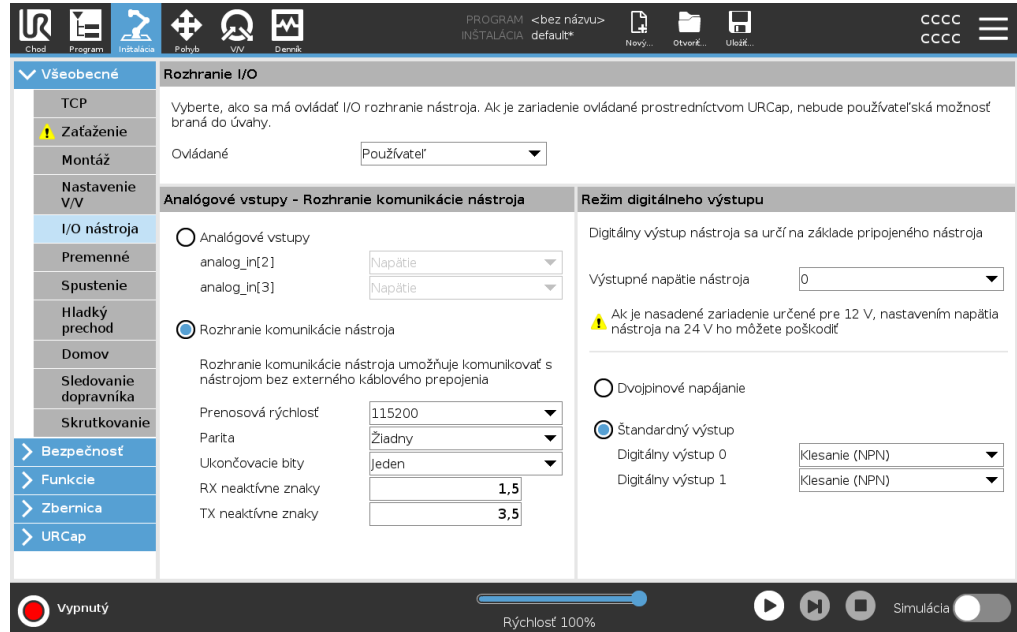 UR
Chod
Program
Inštalácia
Pohyb
V/V
Denník
PROGRAM <bez názvu>
INŠTALÁCIA default*
Nový...
Otvoriť...
Uložiť...
CCCC
CCCC
Všeobecné
TCP
Zaťaženie
Montáž
Nastavenie
V/V
I/O nástroja
Premenné
Spustenie
Hladký
prechod
Domov
Sledovanie
dopravníka
Skrutkovanie
Bezpečnosť
Funkcie
Zbernica
URCap
Rozhranie I/O
Vyberte, ako sa má ovládať I/O rozhranie nástroja. Ak je zariadenie ovládané prostredníctvom URCap, nebude používateľská možnosť
braná do úvahy.
Ovládané Používateľ
Analógové vstupy - Rozhranie komunikácie nástroja
Analógové vstupy
analog_in[2] Napätie
analog_in[3] Napätie
Rozhranie komunikácie nástroja
Rozhranie komunikácie nástroja umožňuje komunikovať s
nástrojom bez externého káblového prepojenia
Prenosová rýchlosť 115200
Parita Žiadny
Ukončovacie bity Jeden
RX neaktívne znaky 1,5
TX neaktívne znaky 3,5
Režim digitálneho výstupu
Digitálny výstup nástroja sa určí na základe pripojeného nástroja
Výstupné napätie nástroja 0
Ak je nasadené zariadenie určené pre 12 V, nastavením napätia
nástroja na 24 V ho môžete poškodiť
Dvojpinové napájanie
Štandardný výstup
Digitálny výstup 0 Klesanie (NPN)
Digitálny výstup 1 Klesanie (NPN)
Vypnutý
Rýchlosť 100%
Simulácia